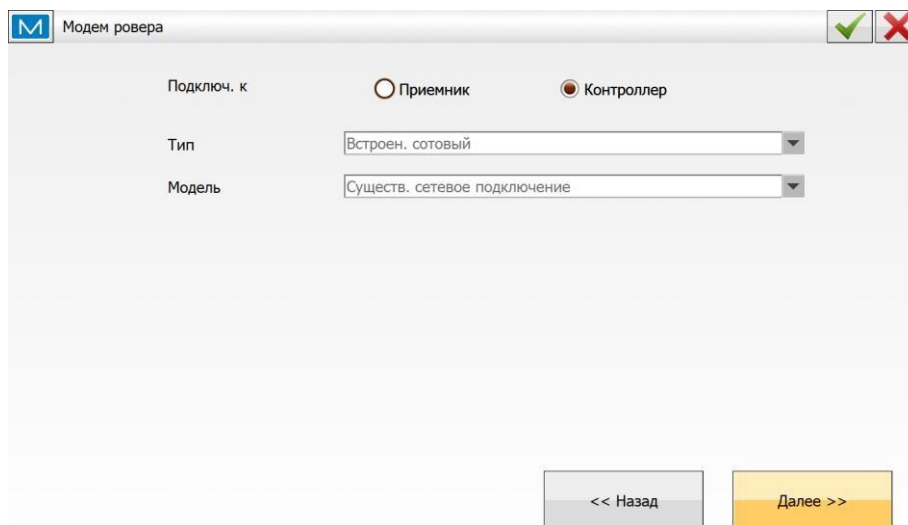 M Модем ровера
Подключ. к Приемник Контроллер
Тип Встроен. сотовый
Модель Существ. сетевое подключение
<< Назад Далее >>